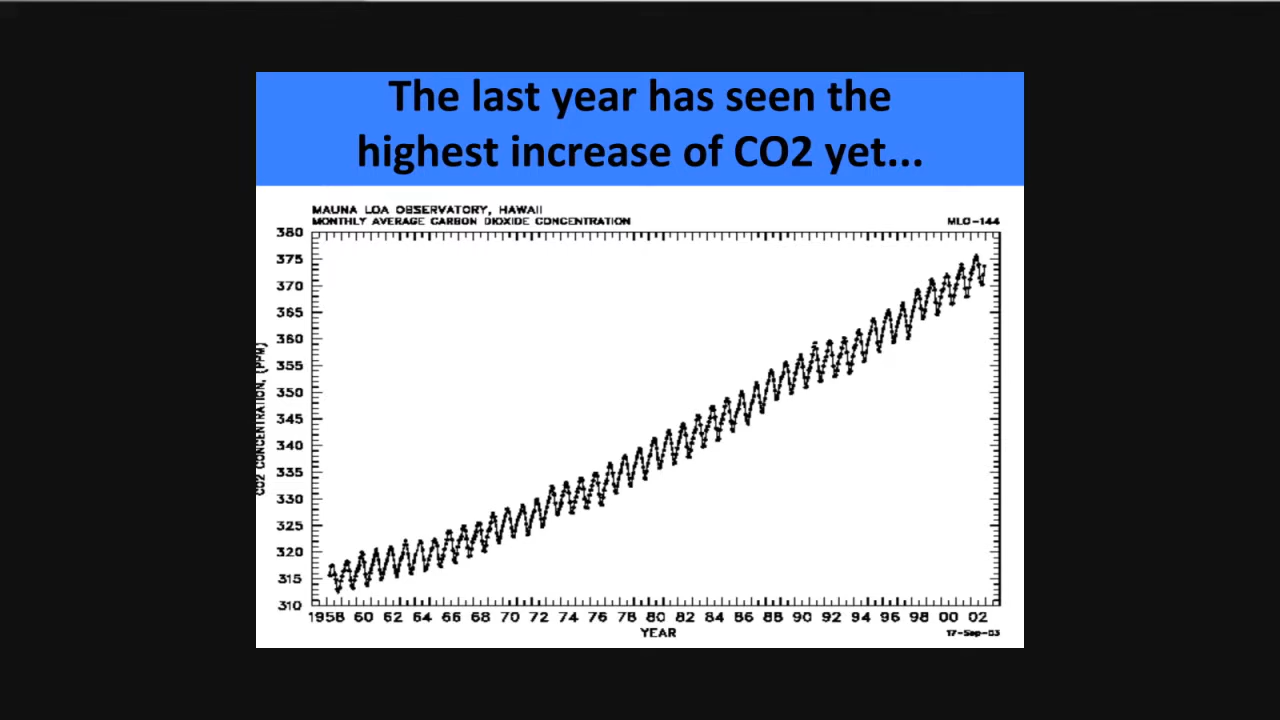 The last year has seen the
highest increase of CO2 yet...
MAUNA LOA OBSERVATORY, HAWAII
MONTHLY AVERAGE CARBON DIOXIDE CONCENTRATION
MLO-144
380
375
370
365
360
355
350
345
340
335
330
325
320
315
310
CO2 CONCENTRATION, (PPM)
1958 60 62 64 66 68 70 72 74 76 78 80 82 84 86 88 90 92 94 96 98 00 02
YEAR
17-Sep-03